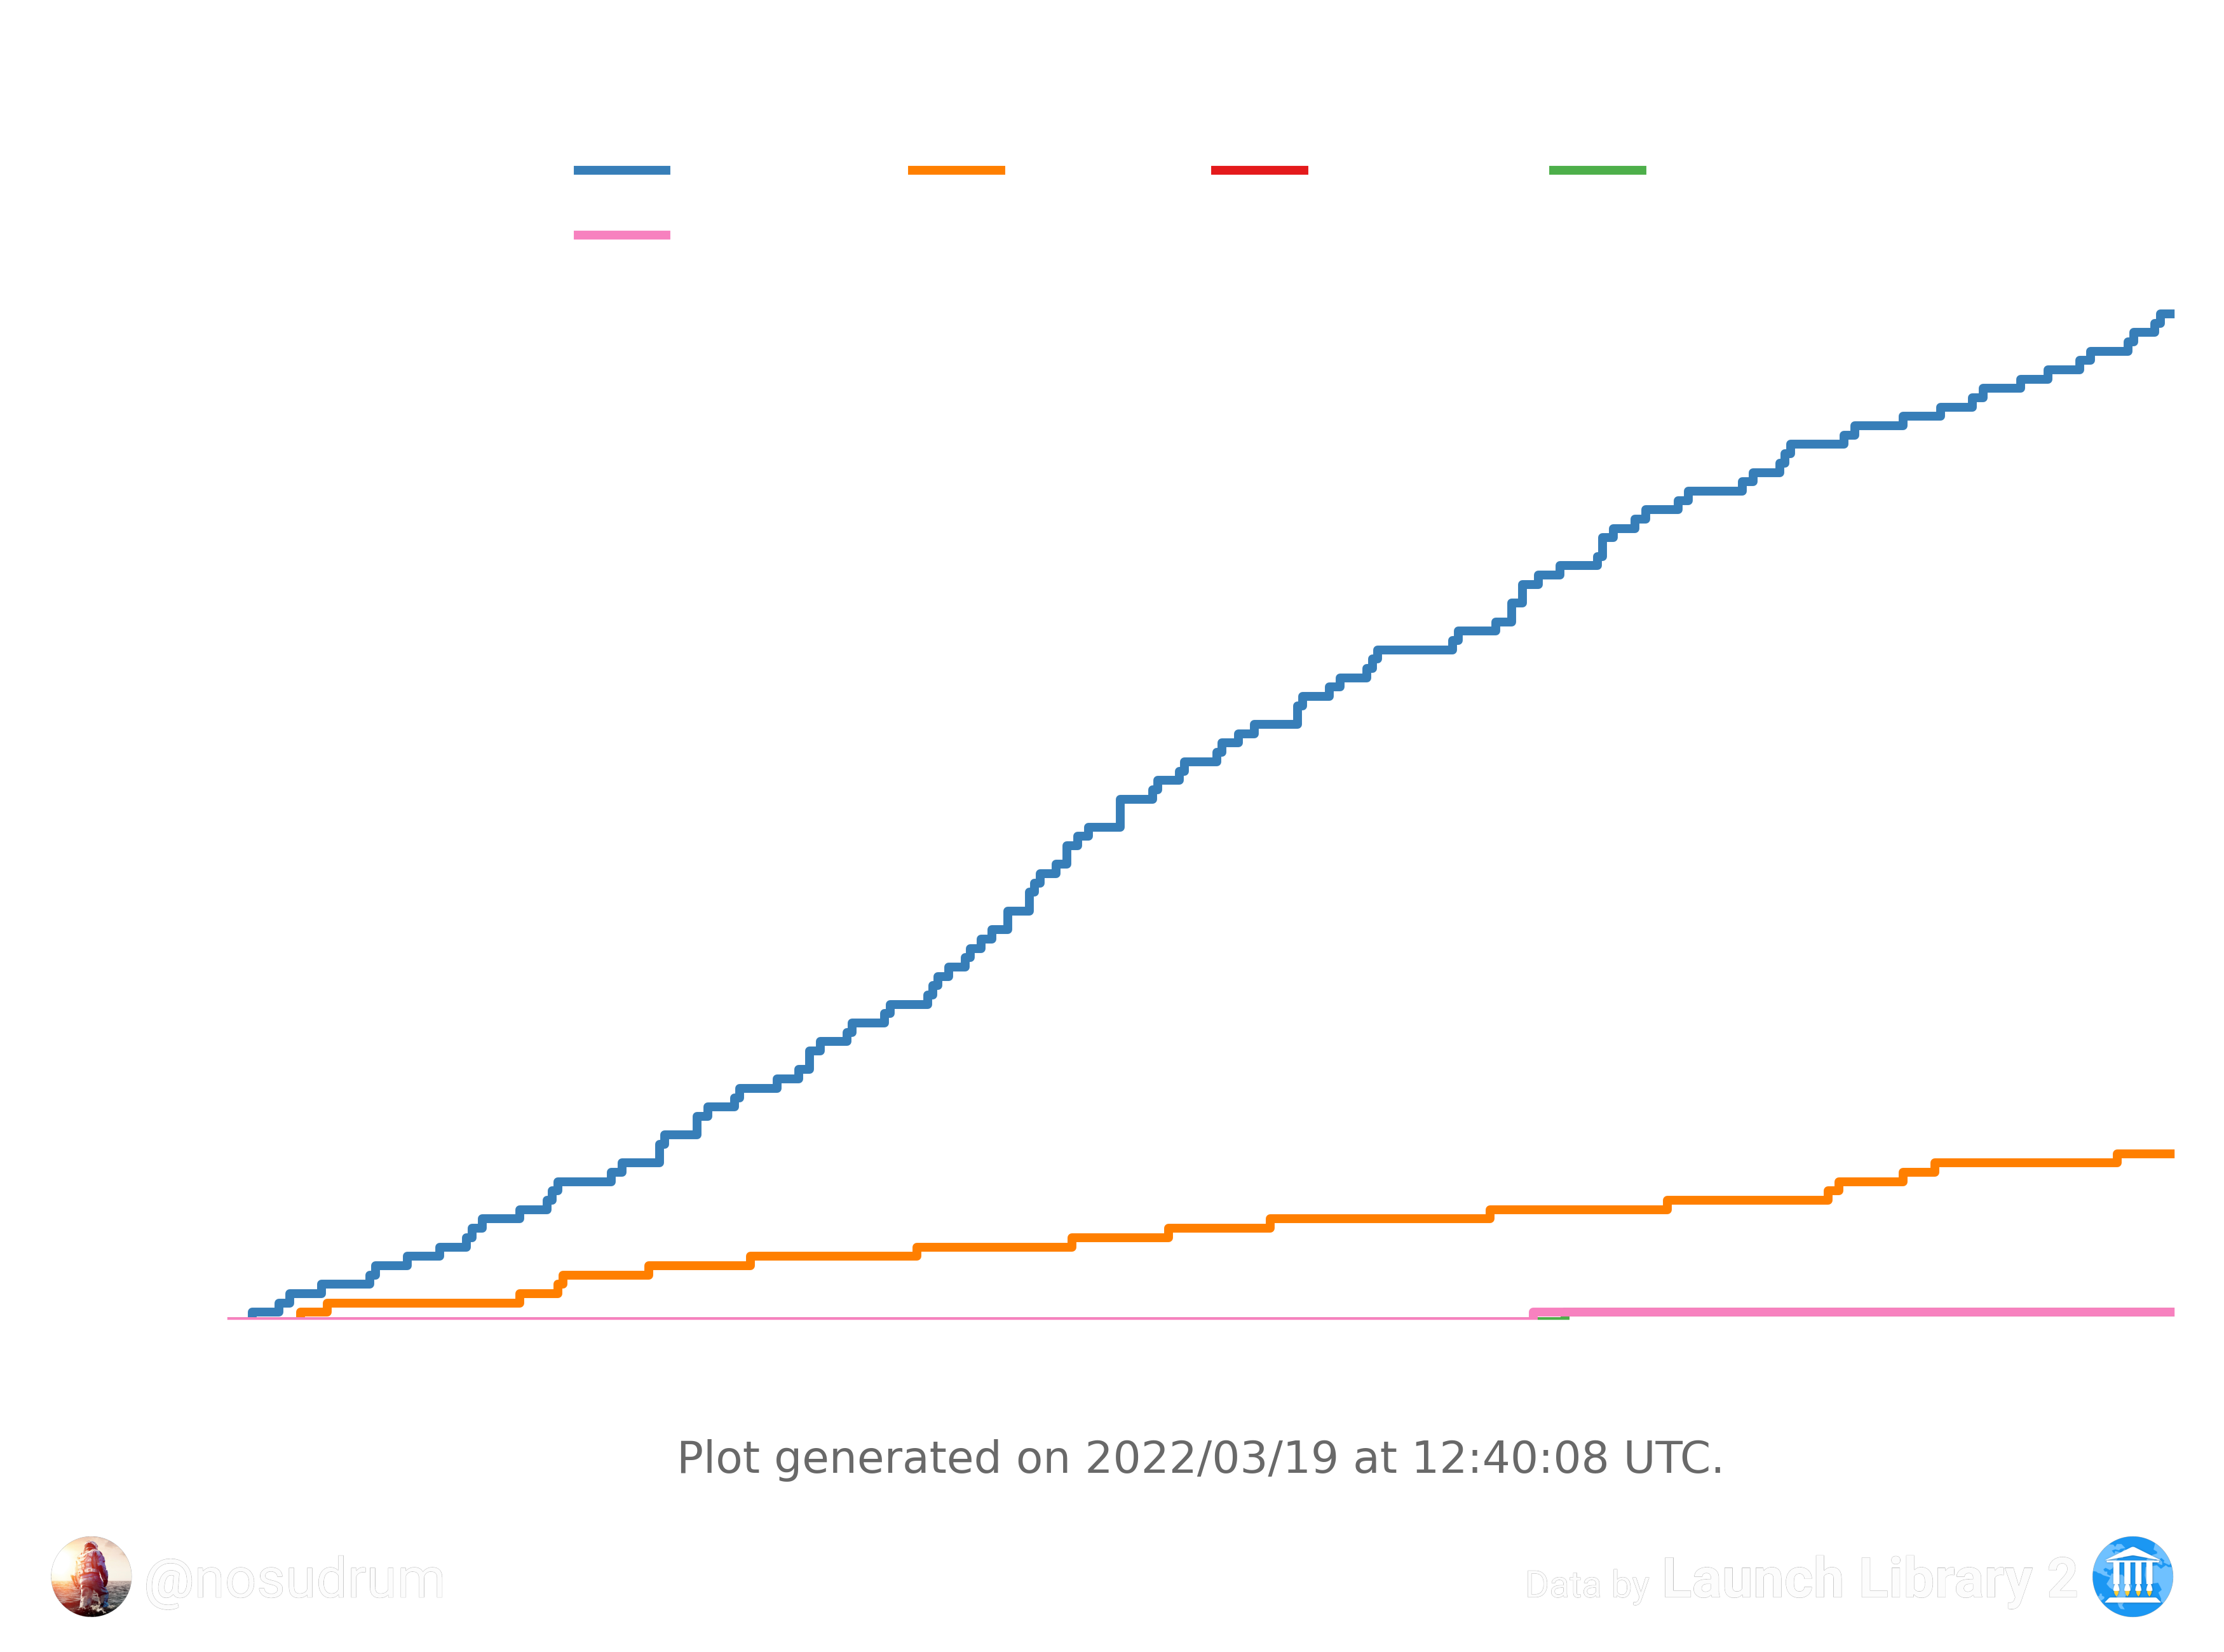 Plot generated on 2022/03/19 at 12:40:08 UTC.
@nosudrum
Data by Launch Library 2